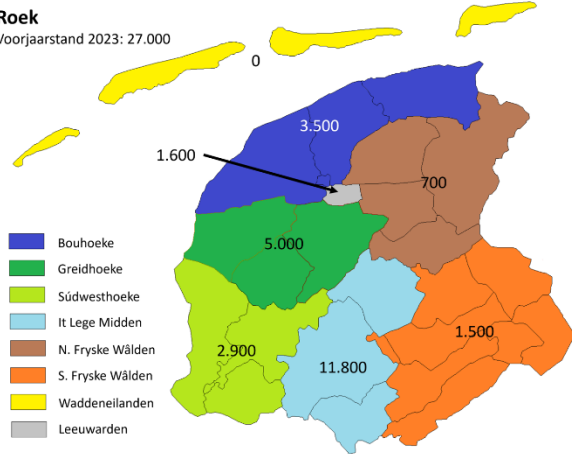 Roek
Voorjaarstand 2023: 27.000
0
3.500
1.600
700
5.000
2.900
11.800
1.500
Bouhoeke
Greidhoeke
Súdwesthoeke
It Lege Midden
N. Fryske Wâlden
S. Fryske Wâlden
Waddeneilanden
Leeuwarden